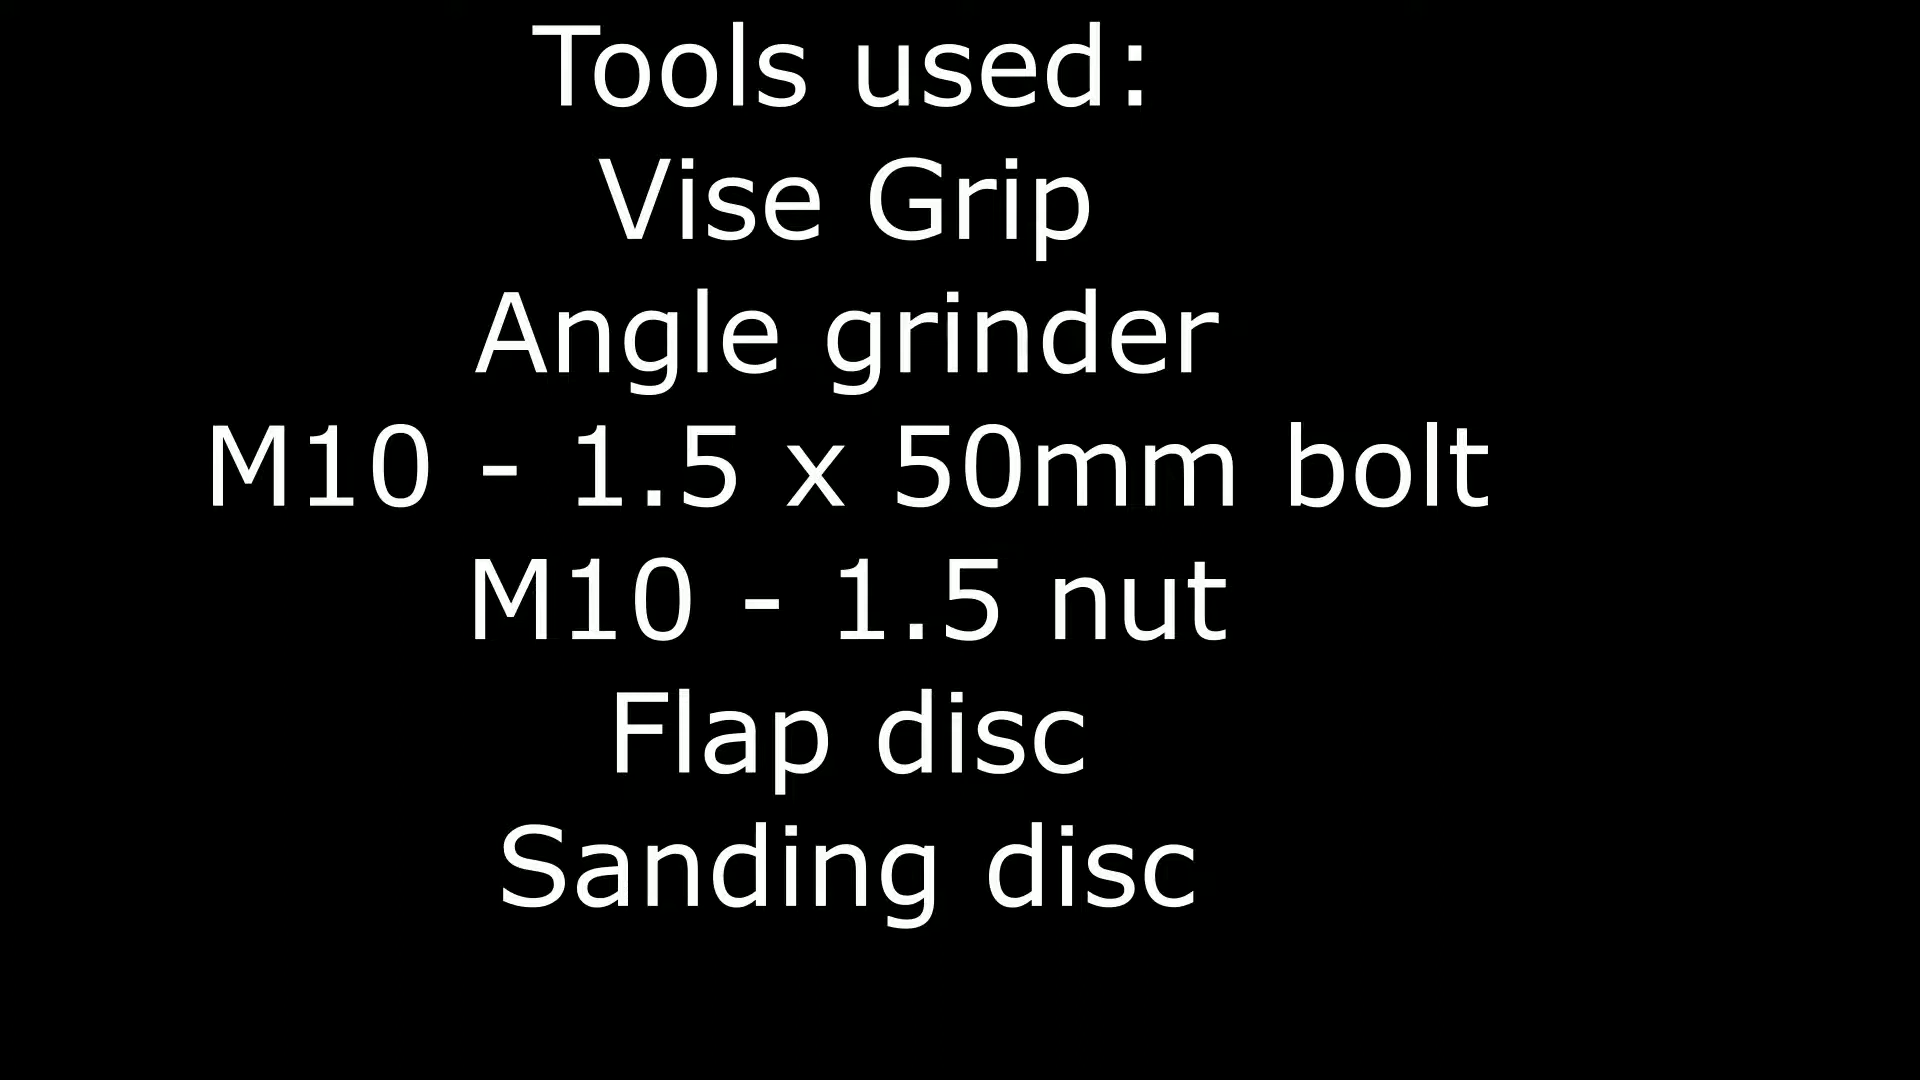 Tools used:
Vise Grip
Angle grinder
M10 - 1.5 x 50mm bolt
M10 - 1.5 nut
Flap disc
Sanding disc